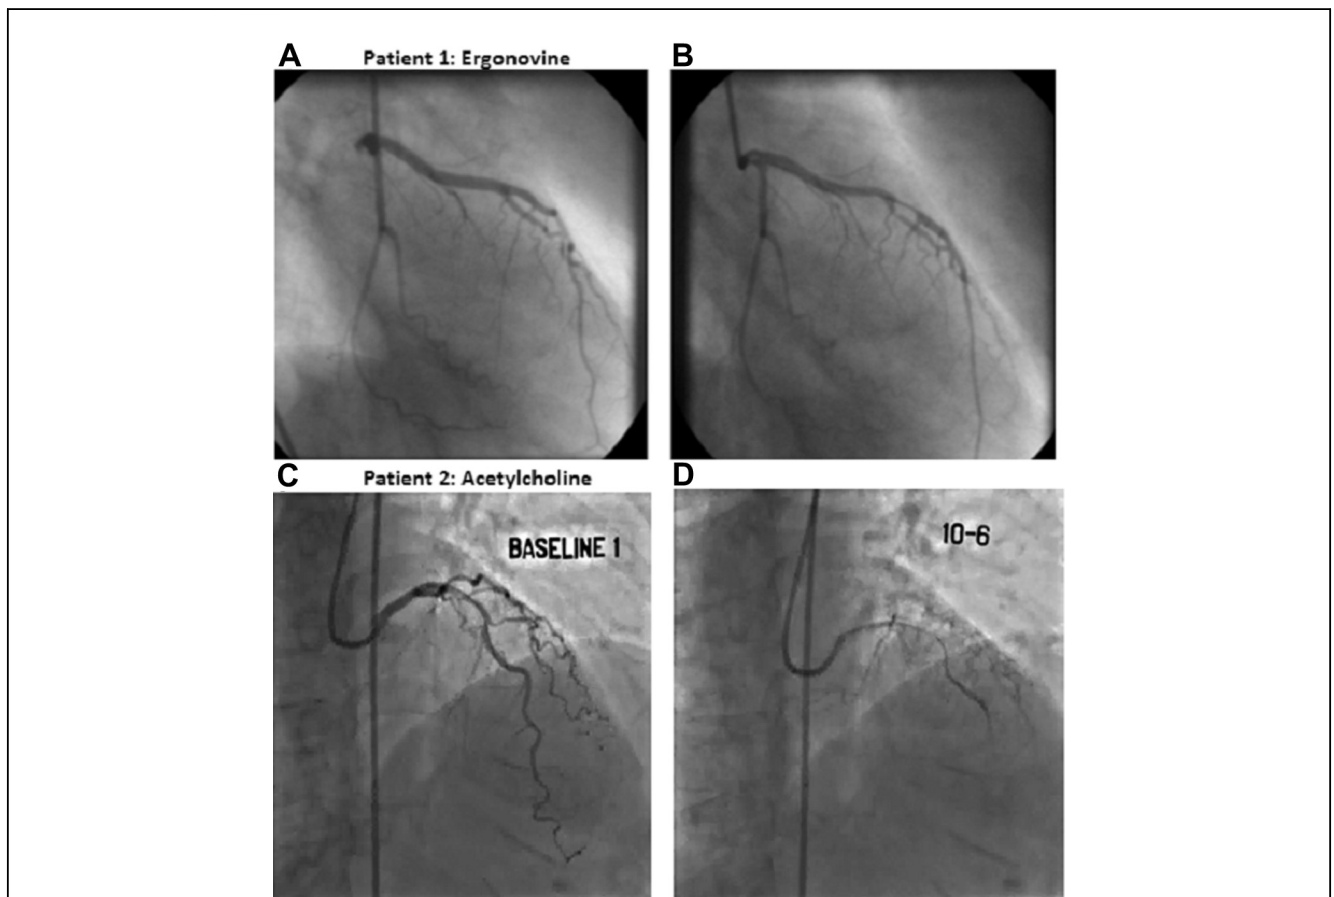 A
Patient 1: Ergonovine
B
C
Patient 2: Acetylcholine
D
BASELINE 1
10-6